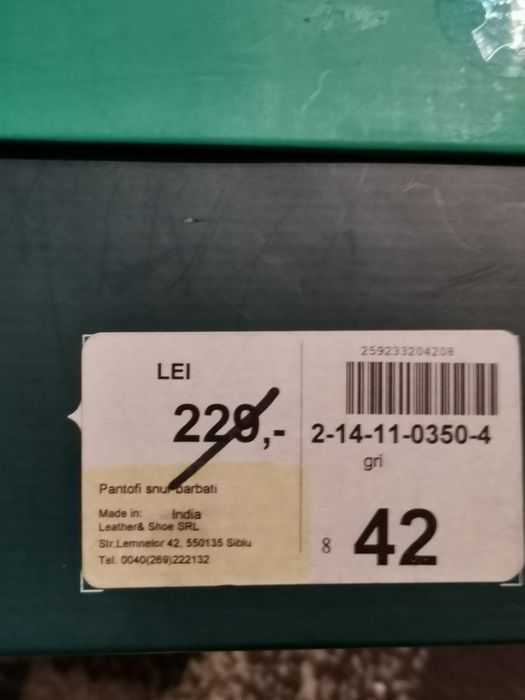 LEI
229,-
Pantofi snur barbati
Made in: India
Leather& Shoe SRL
Str.Lemnelor 42, 550135 Sibiu
Tel. 0040(269)222132
259233204208
2-14-11-0350-4
gri
8 42